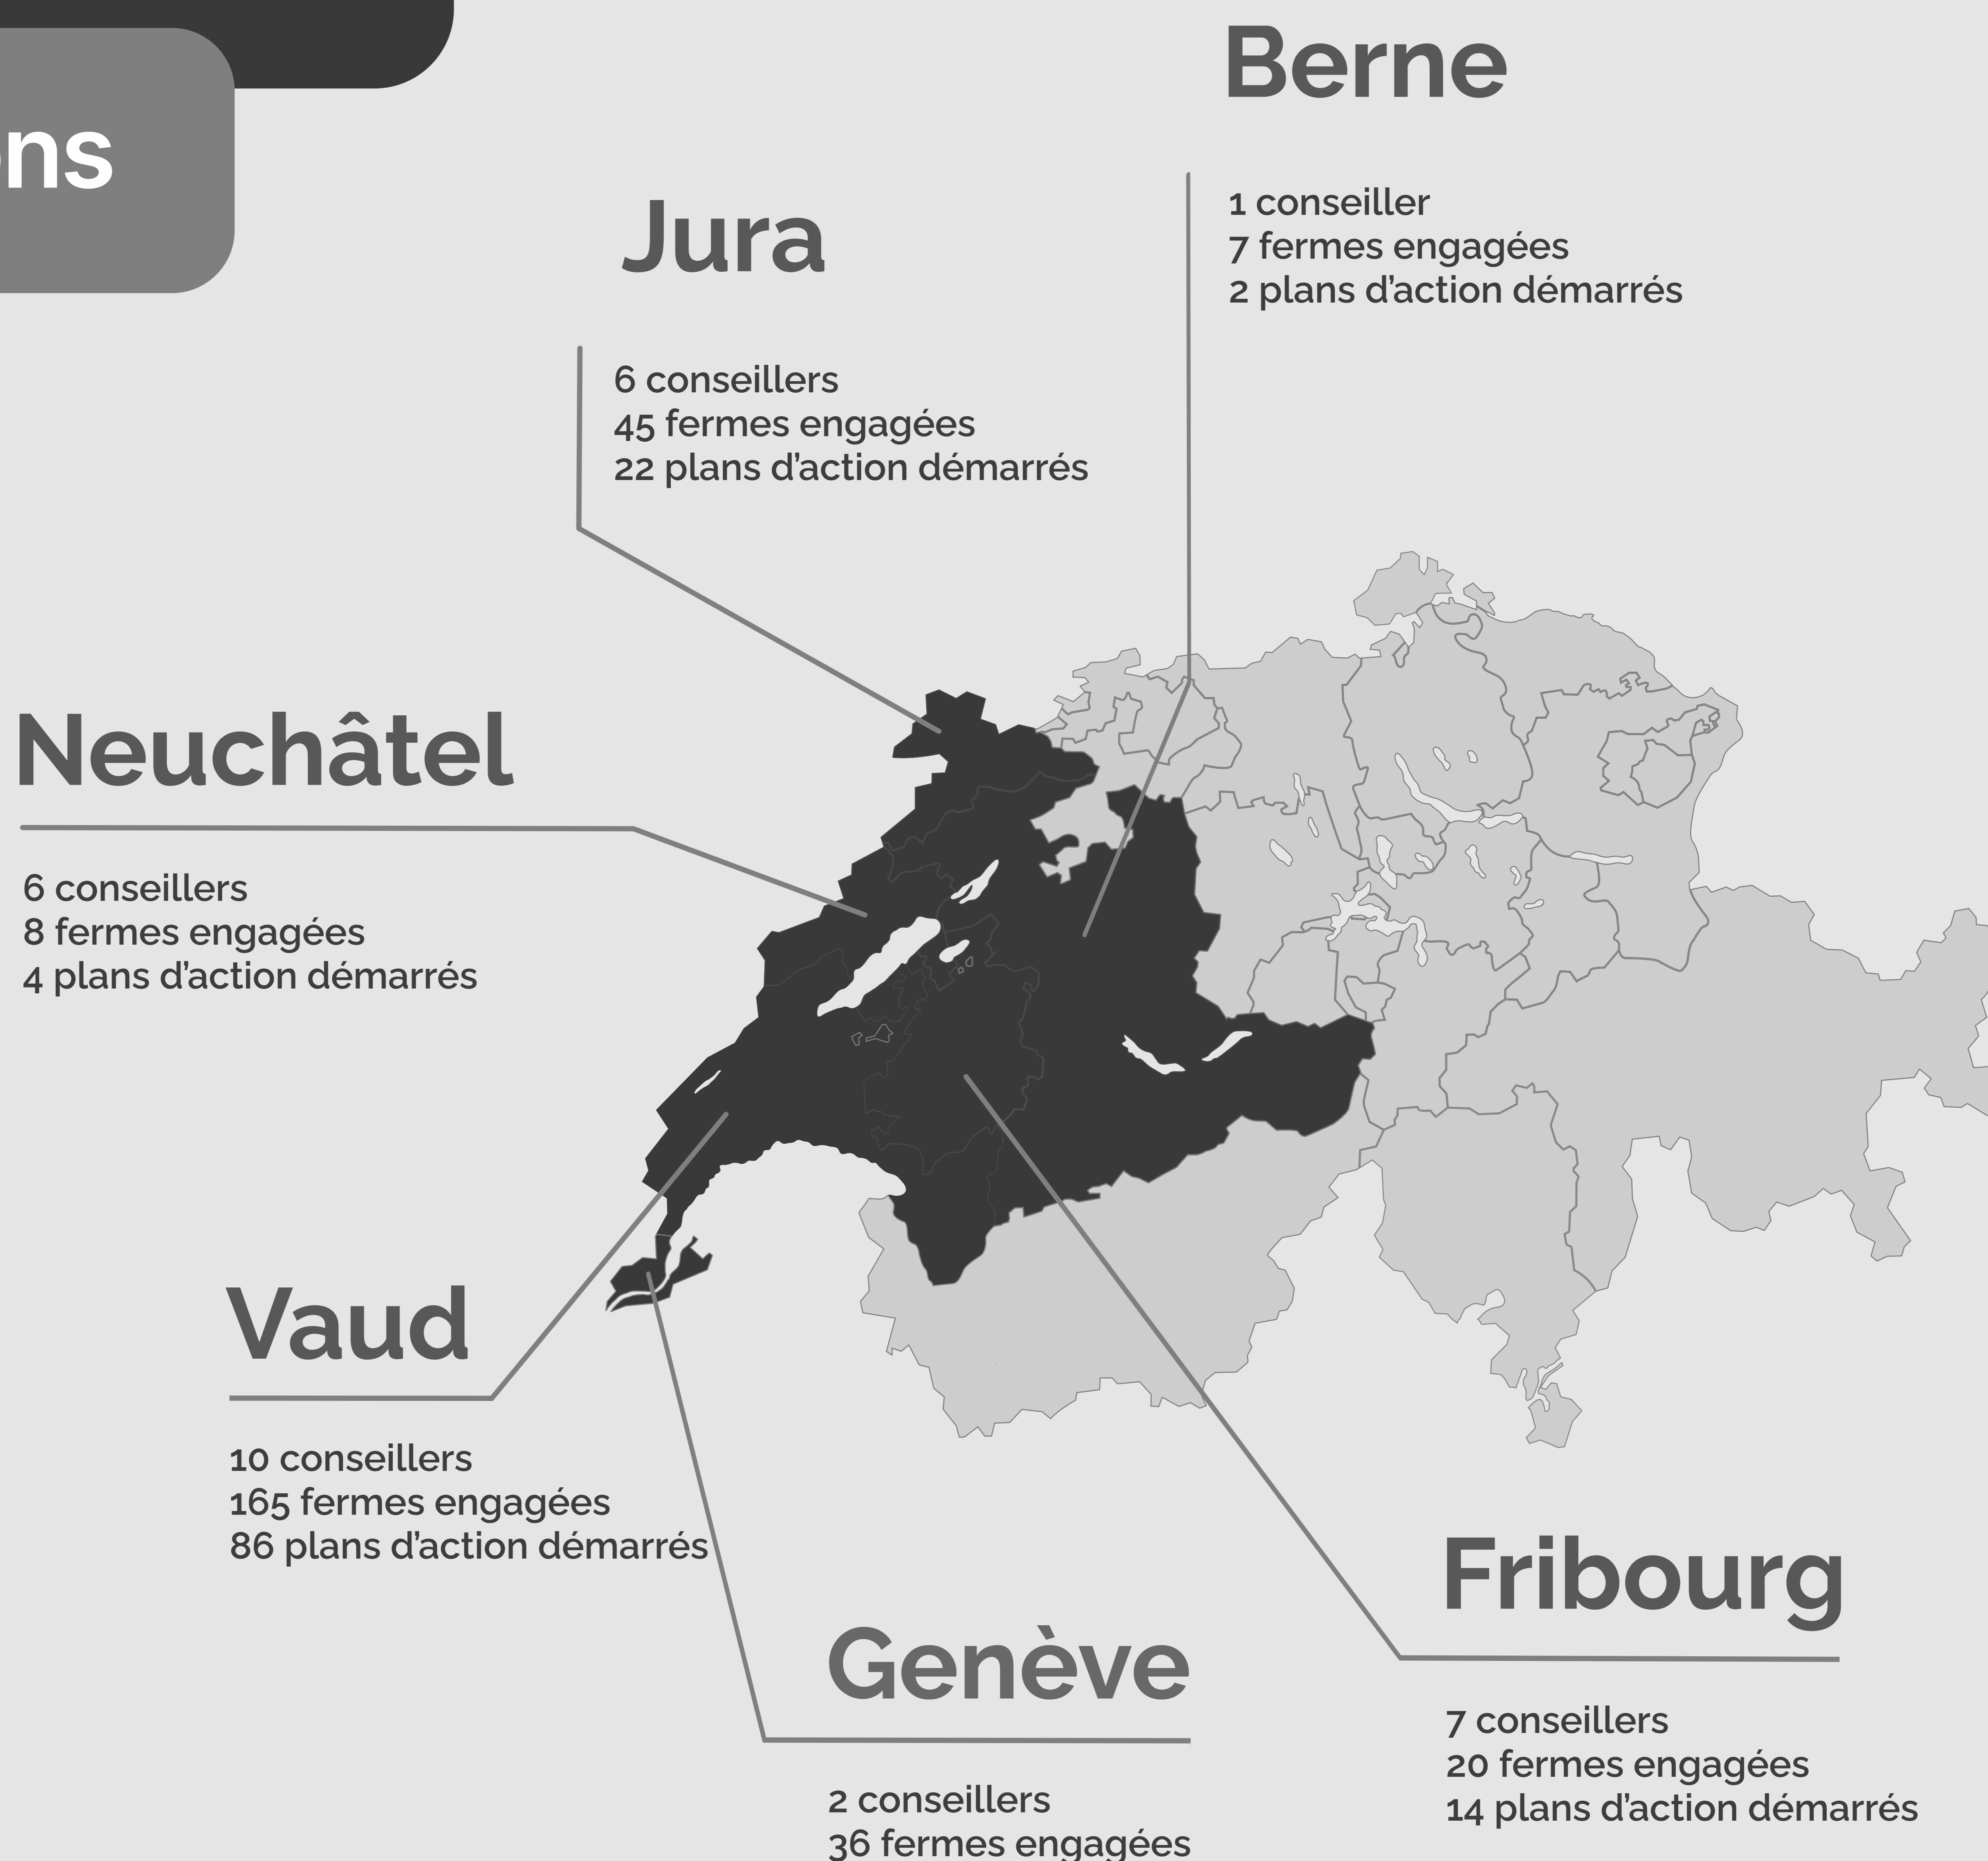 ns
Berne
1 conseiller
7 fermes engagées
2 plans d'action démarrés
Jura
6 conseillers
45 fermes engagées
22 plans d'action démarrés
Neuchâtel
6 conseillers
8 fermes engagées
4 plans d'action démarrés
Vaud
10 conseillers
165 fermes engagées
86 plans d'action démarrés
Genève
2 conseillers
36 fermes engagées
Fribourg
7 conseillers
20 fermes engagées
14 plans d'action démarrés